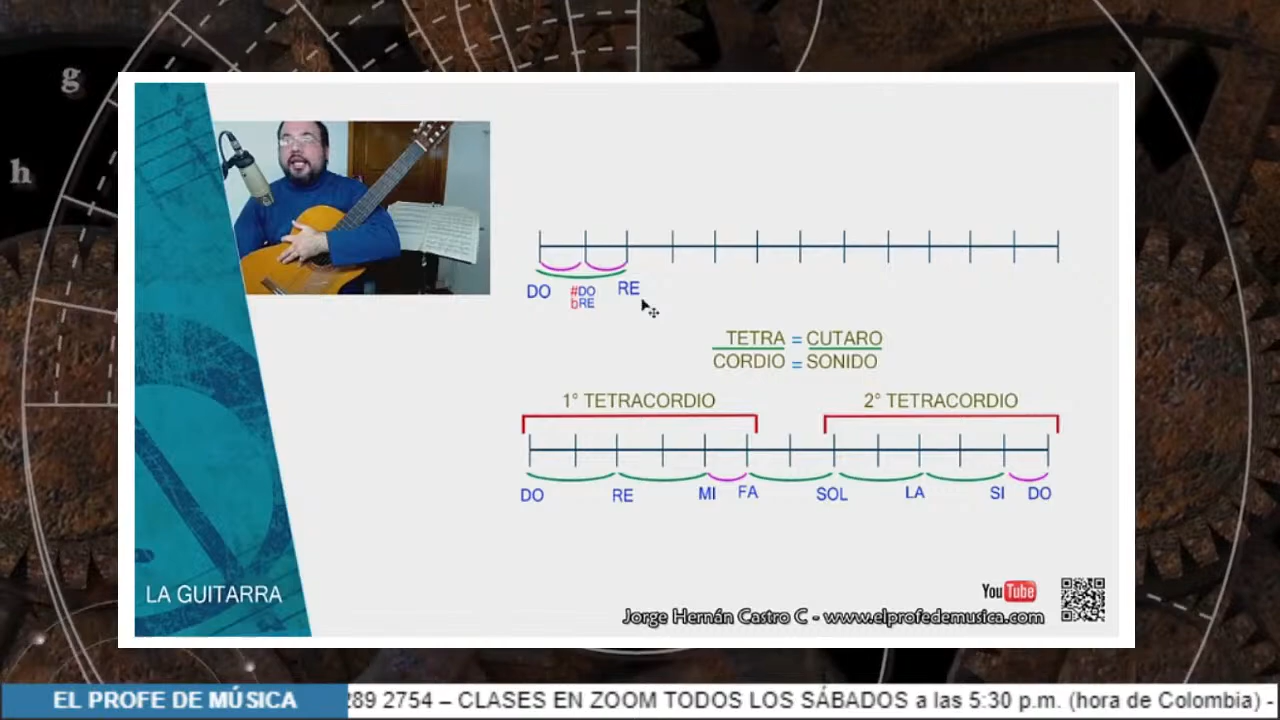 g
h
DO #DO RE
bRE
TETRA = CUTARO
CORDIO = SONIDO
1° TETRACORDIO 2° TETRACORDIO
DO RE MI FA SOL LA SI DO
LA GUITARRA
YouTube
Jorge Hernán Castro C - www.elprofedemusica.com
EL PROFE DE MÚSICA 289 2754 – CLASES EN ZOOM TODOS LOS SÁBADOS a las 5:30 p.m. (hora de Colombia) -